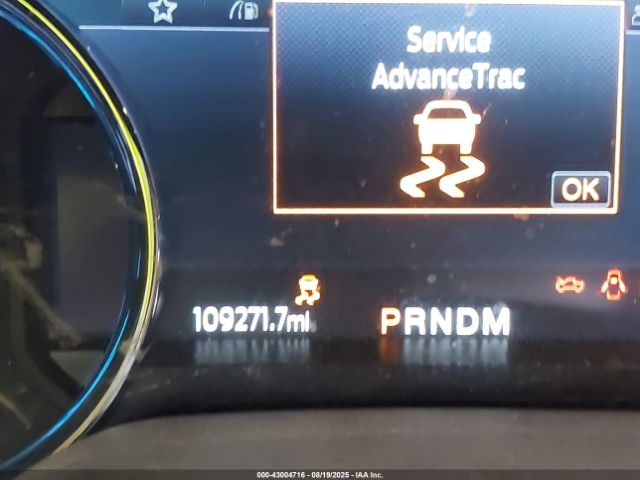 Service
AdvanceTrac
OK
109271.7mi
PRNDM
000-43004716 - 08/19/2025 - IAA Inc.